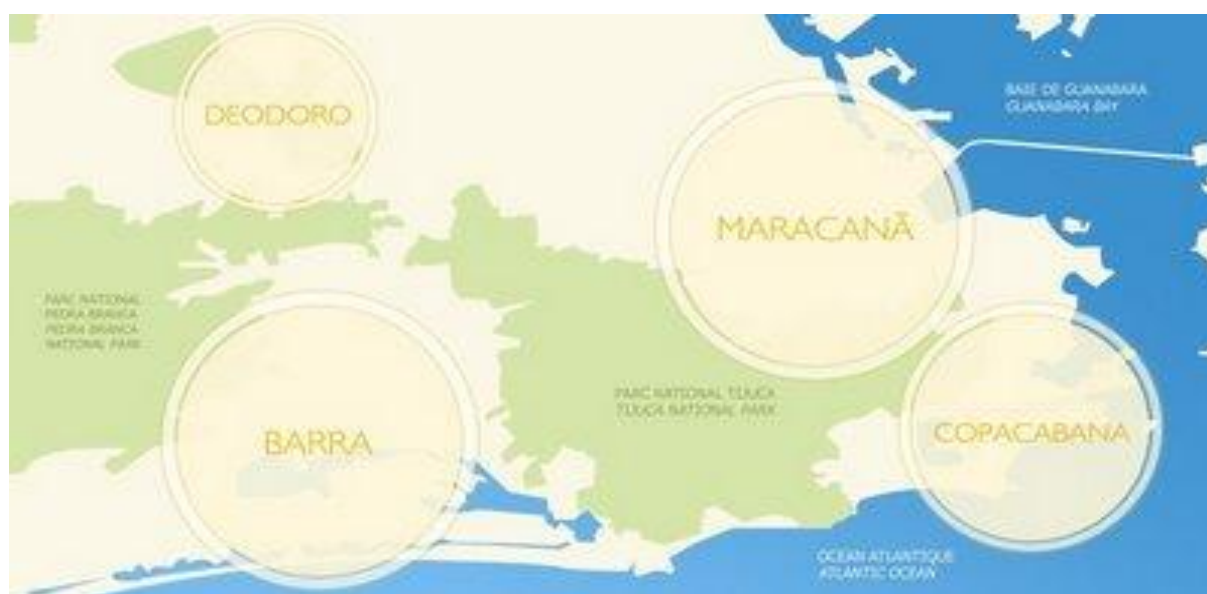 DEODORO
BAIE DE GUANABARA
GUANABARA BAY
MARACANÃ
PARC NATIONAL
PEDRA BRANCA
PEDRA BRANCA
NATIONAL PARK
PARC NATIONAL TIJUCA
TIJUCA NATIONAL PARK
BARRA
COPACABANA
OCEAN ATLANTIQUE
ATLANTIC OCEAN